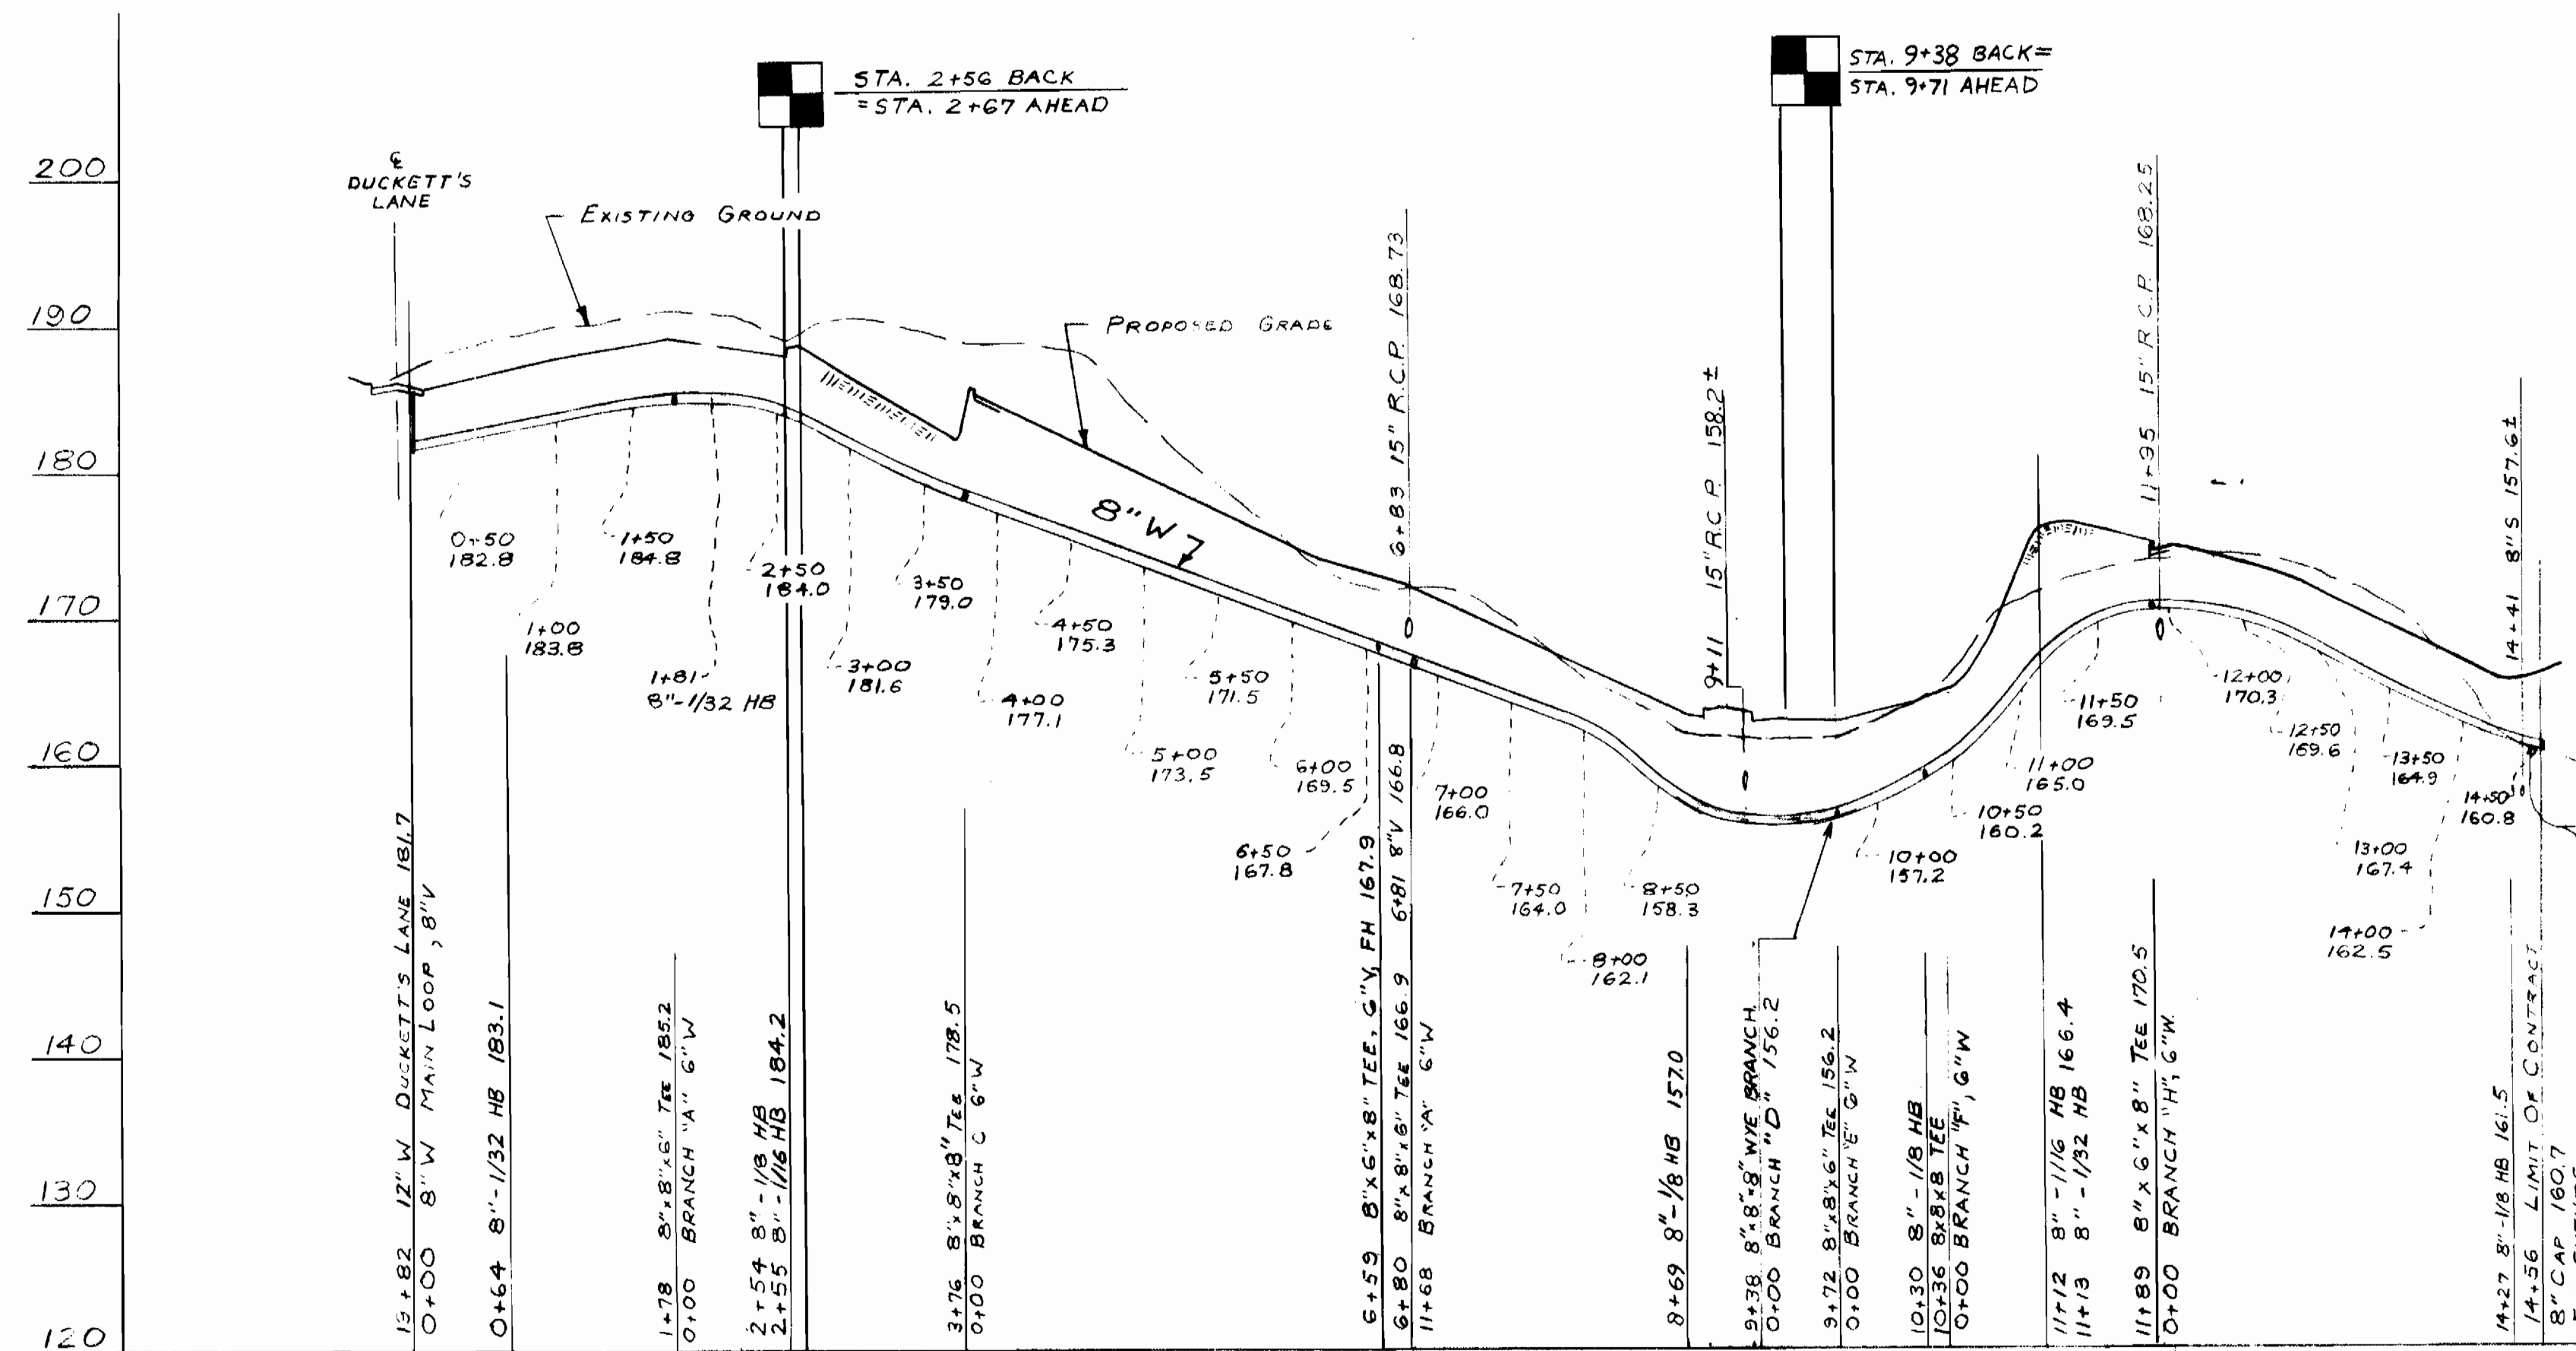 STA. 2+56 BACK
= STA. 2+67 AHEAD
STA. 9+38 BACK=
STA. 9+71 AHEAD
200
190
180
170
160
150
140
130
120
℄
DUCKETT'S
LANE
EXISTING GROUND
PROPOSED GRADE
8" W
6+83 15" R.C.P. 168.73
9+11 15" R.C.P. 158.2±
11+95 15" R.C.P. 168.25
14+41 8" S 157.6±
0+50
182.8
1+00
183.8
1+50
184.8
1+81
8"-1/32 HB
2+50
184.0
3+00
181.6
3+50
179.0
4+00
177.1
4+50
175.3
5+00
173.5
5+50
171.5
6+00
169.5
6+50
167.8
7+00
166.0
7+50
164.0
8+00
162.1
8+50
158.3
10+00
157.2
10+50
160.2
11+00
165.0
11+50
169.5
12+00
170.3
12+50
169.6
13+00
167.4
13+50
164.9
14+00
162.5
14+50
160.8
19+82 12" W DUCKETT'S LANE 181.7
0+00 8" W MAIN LOOP, 8"V
0+64 8"-1/32 HB 183.1
1+78 8"x8"x6" TEE 185.2
0+00 BRANCH "A" 6" W
2+54 8"-1/8 HB
2+55 8"-1/16 HB 184.2
3+76 8"x8"x8" TEE 178.5
0+00 BRANCH C 6"W
6+59 8"x6"x8" TEE, 6"V, FH 167.9
6+80 8"x8"x6" TEE 166.9 6+81 8"V 166.8
11+68 BRANCH "A" 6"W
8+69 8"-1/8 HB 157.0
9+38 8"x8"x8" WYE BRANCH
0+00 BRANCH "D" 156.2
9+72 8"x8"x6" TEE 156.2
0+00 BRANCH "E" 6"W
10+30 8"-1/8 HB
10+36 8x8x8 TEE
0+00 BRANCH "F", 6"W
11+12 8"-1/16 HB 166.4
11+13 8"-1/32 HB
11+89 8"x6"x8" TEE 170.5
0+00 BRANCH "H", 6"W.
14+27 8"-1/8 HB 161.5
14+56 LIMIT OF CONTRACT
8" CAP 160.7